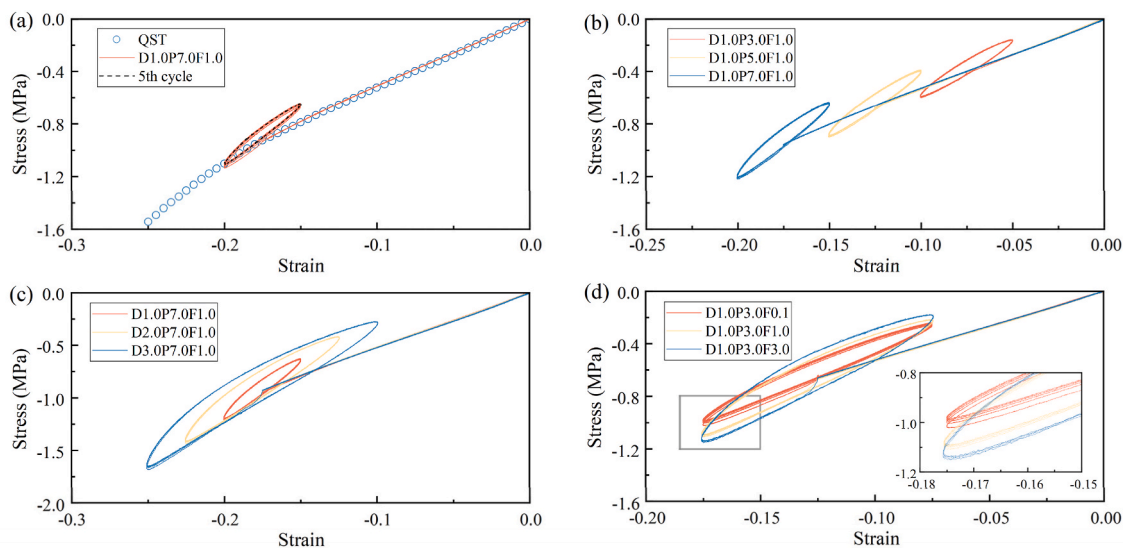 (a)
QST
D1.0P7.0F1.0
5th cycle
0.0
-0.4
-0.8
-1.2
-1.6
Stress (MPa)
-0.3
-0.2
-0.1
0.0
Strain
(b)
D1.0P3.0F1.0
D1.0P5.0F1.0
D1.0P7.0F1.0
0.0
-0.4
-0.8
-1.2
-1.6
Stress (MPa)
-0.25
-0.20
-0.15
-0.10
-0.05
0.00
Strain
(c)
D1.0P7.0F1.0
D2.0P7.0F1.0
D3.0P7.0F1.0
0.0
-0.5
-1.0
-1.5
-2.0
Stress (MPa)
-0.3
-0.2
-0.1
0.0
Strain
(d)
D1.0P3.0F0.1
D1.0P3.0F1.0
D1.0P3.0F3.0
0.0
-0.4
-0.8
-1.2
-1.6
Stress (MPa)
-0.8
-1.0
-1.2
-0.18
-0.17
-0.16
-0.15
-0.20
-0.15
-0.10
-0.05
0.00
Strain